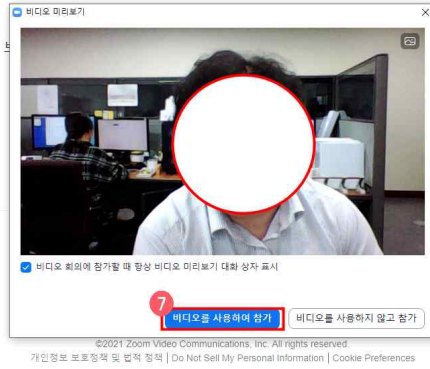 비디오 미리보기
비디오 회의에 참가할 때 항상 비디오 미리보기 대화 상자 표시
7
비디오를 사용하여 참가
비디오를 사용하지 않고 참가
©2021 Zoom Video Communications, Inc. All rights reserved.
개인정보 보호정책 및 법적 정책 | Do Not Sell My Personal Information | Cookie Preferences